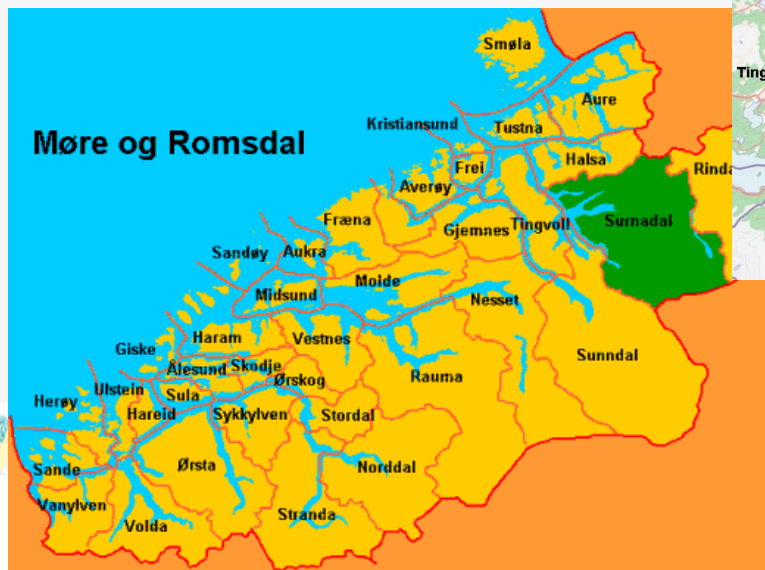 Smøla
Ting
Aure
Kristiansund
Tustna
Møre og Romsdal
Halsa
Frei
Rinda
Averøy
Fræna
Surnadal
Gjemnes
Tingvoll
Sandøy
Aukra
Molde
Midsund
Nesset
Haram
Vestnes
Giske
Sunndal
Ålesund
Skodje
Rauma
Ørskog
Ulstein
Sula
Herøy
Hareid
Sykkylven
Stordal
Ørsta
Norddal
Sande
Vanylven
Stranda
Volda